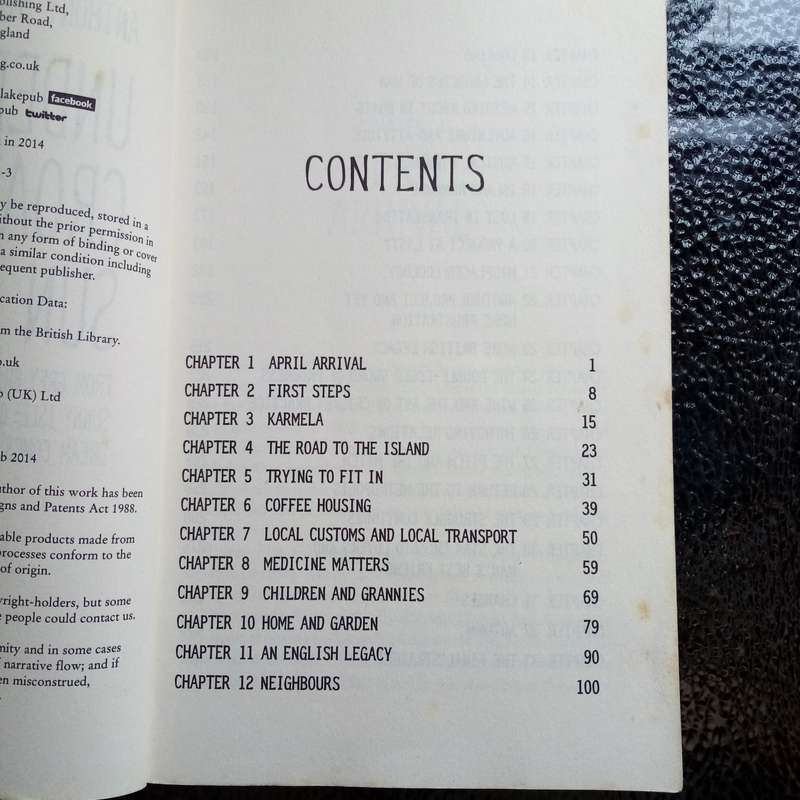 blishing Ltd,
ber Road,
gland
g.co.uk
lakepub facebook
pub twitter
in 2014
-3
y be reproduced, stored in a
ithout the prior permission in
n any form of binding or cover
a similar condition including
equent publisher.
cation Data:
om the British Library.
o.uk
o (UK) Ltd
b 2014
uthor of this work has been
igns and Patents Act 1988.
able products made from
processes conform to the
of origin.
yright-holders, but some
e people could contact us.
nity and in some cases
narrative flow; and if
en misconstrued,
CONTENTS
CHAPTER 1 APRIL ARRIVAL 1
CHAPTER 2 FIRST STEPS 8
CHAPTER 3 KARMELA 15
CHAPTER 4 THE ROAD TO THE ISLAND 23
CHAPTER 5 TRYING TO FIT IN 31
CHAPTER 6 COFFEE HOUSING 39
CHAPTER 7 LOCAL CUSTOMS AND LOCAL TRANSPORT 50
CHAPTER 8 MEDICINE MATTERS 59
CHAPTER 9 CHILDREN AND GRANNIES 69
CHAPTER 10 HOME AND GARDEN 79
CHAPTER 11 AN ENGLISH LEGACY 90
CHAPTER 12 NEIGHBOURS 100